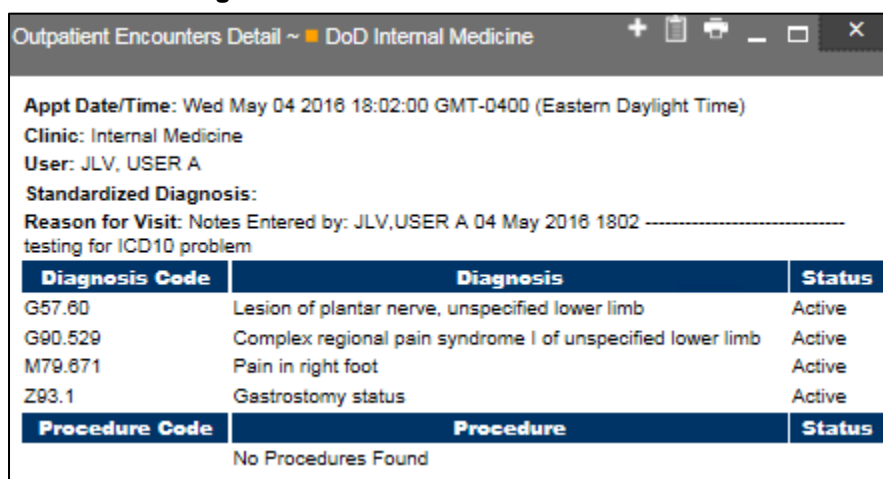 Outpatient Encounters Detail ~ DoD Internal Medicine
Appt Date/Time: Wed May 04 2016 18:02:00 GMT-0400 (Eastern Daylight Time)
Clinic: Internal Medicine
User: JLV, USER A
Standardized Diagnosis:
Reason for Visit: Notes Entered by: JLV,USER A 04 May 2016 1802 -------------------------------
testing for ICD10 problem
Diagnosis Code Diagnosis Status
G57.60 Lesion of plantar nerve, unspecified lower limb Active
G90.529 Complex regional pain syndrome I of unspecified lower limb Active
M79.671 Pain in right foot Active
Z93.1 Gastrostomy status Active
Procedure Code Procedure Status
No Procedures Found